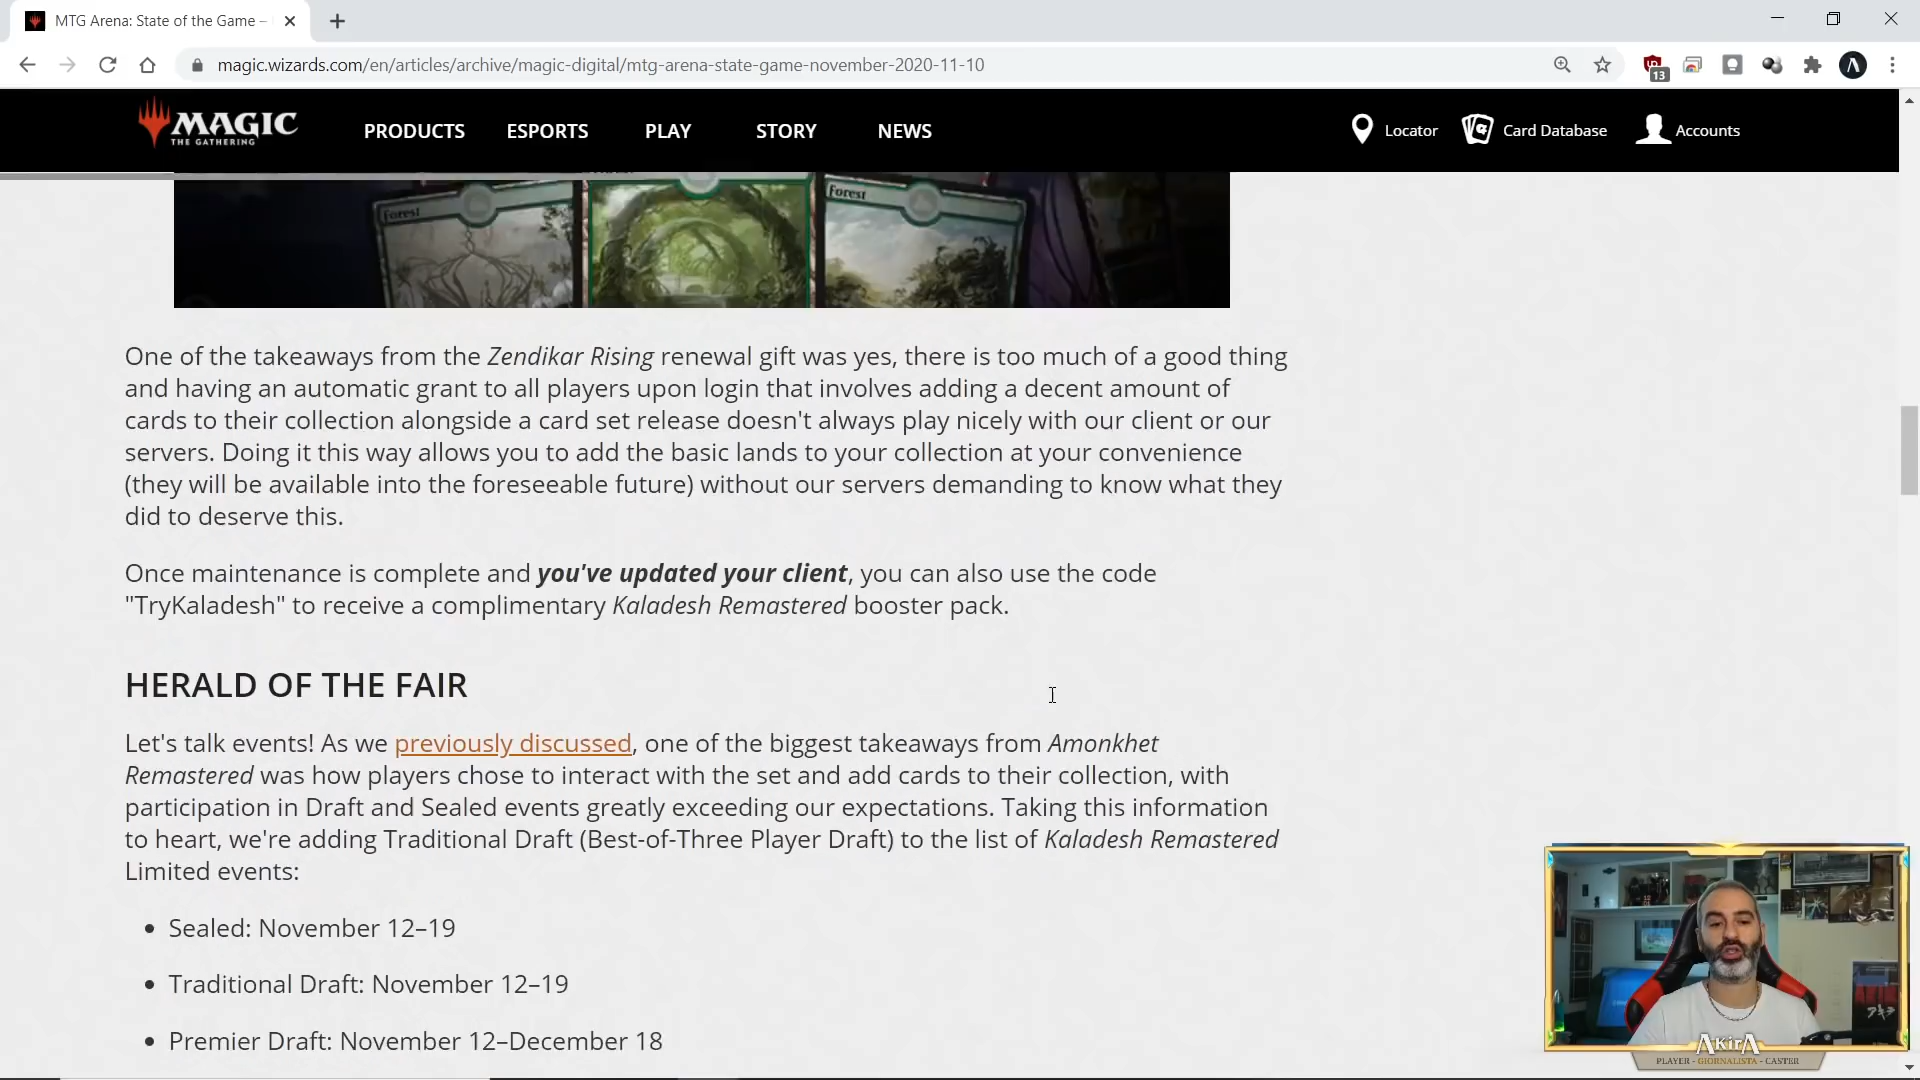 MTG Arena: State of the Game –
magic.wizards.com/en/articles/archive/magic-digital/mtg-arena-state-game-november-2020-11-10
13
MAGIC
THE GATHERING
PRODUCTS
ESPORTS
PLAY
STORY
NEWS
Locator
Card Database
Accounts
Forest
Forest
One of the takeaways from the Zendikar Rising renewal gift was yes, there is too much of a good thing
and having an automatic grant to all players upon login that involves adding a decent amount of
cards to their collection alongside a card set release doesn't always play nicely with our client or our
servers. Doing it this way allows you to add the basic lands to your collection at your convenience
(they will be available into the foreseeable future) without our servers demanding to know what they
did to deserve this.
Once maintenance is complete and you've updated your client, you can also use the code
"TryKaladesh" to receive a complimentary Kaladesh Remastered booster pack.
HERALD OF THE FAIR
Let's talk events! As we previously discussed, one of the biggest takeaways from Amonkhet
Remastered was how players chose to interact with the set and add cards to their collection, with
participation in Draft and Sealed events greatly exceeding our expectations. Taking this information
to heart, we're adding Traditional Draft (Best-of-Three Player Draft) to the list of Kaladesh Remastered
Limited events:
• Sealed: November 12–19
• Traditional Draft: November 12–19
• Premier Draft: November 12–December 18
AKirA
PLAYER - GIORNALISTA - CASTER